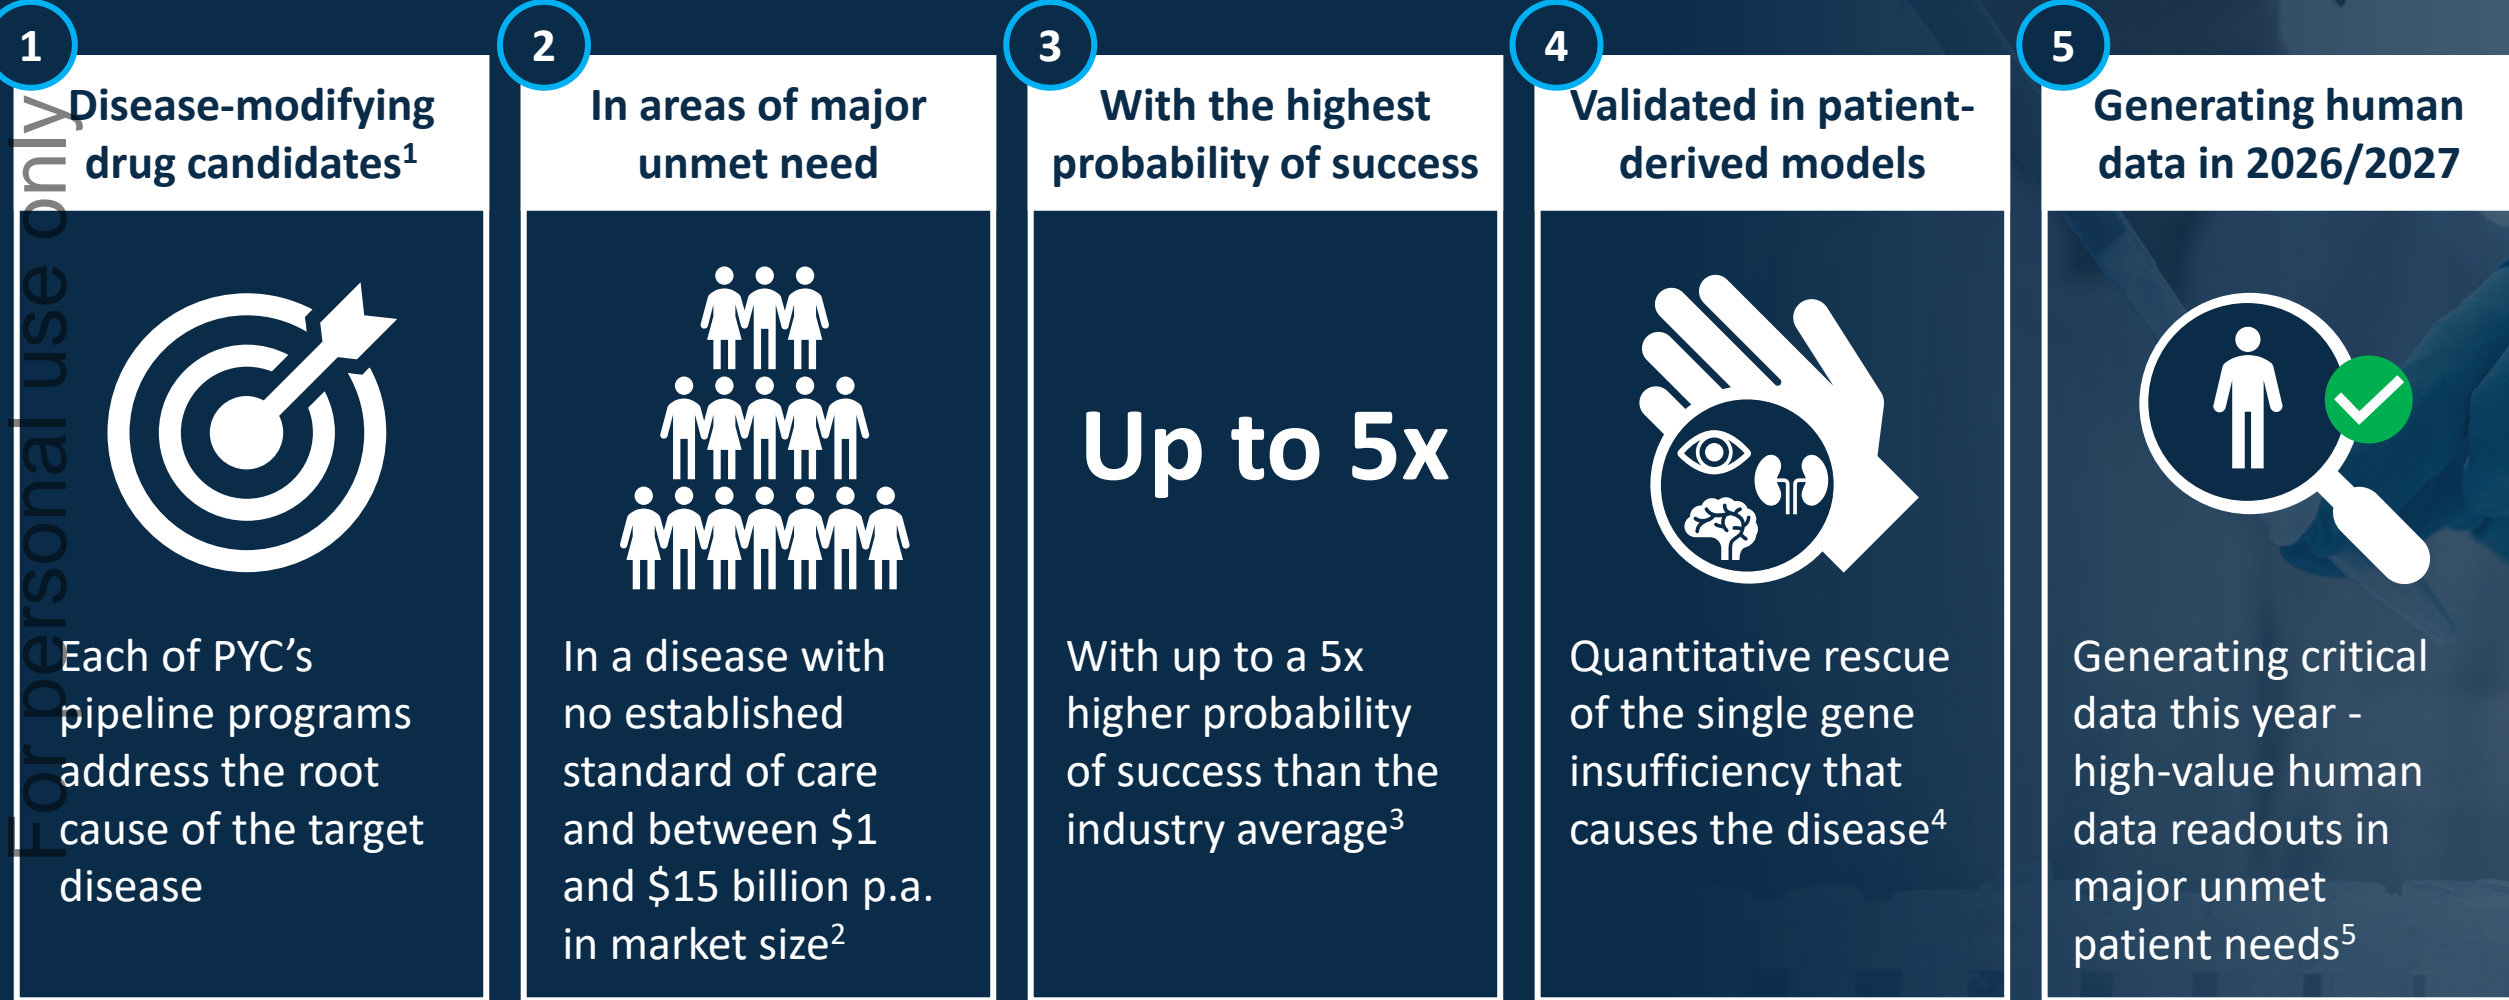 1
Disease-modifying
drug candidates¹
Each of PYC’s
pipeline programs
address the root
cause of the target
disease
2
In areas of major
unmet need
In a disease with
no established
standard of care
and between $1
and $15 billion p.a.
in market size²
3
With the highest
probability of success
Up to 5x
With up to a 5x
higher probability
of success than the
industry average³
4
Validated in patient-
derived models
Quantitative rescue
of the single gene
insufficiency that
causes the disease⁴
5
Generating human
data in 2026/2027
Generating critical
data this year -
high-value human
data readouts in
major unmet
patient needs⁵
For personal use only